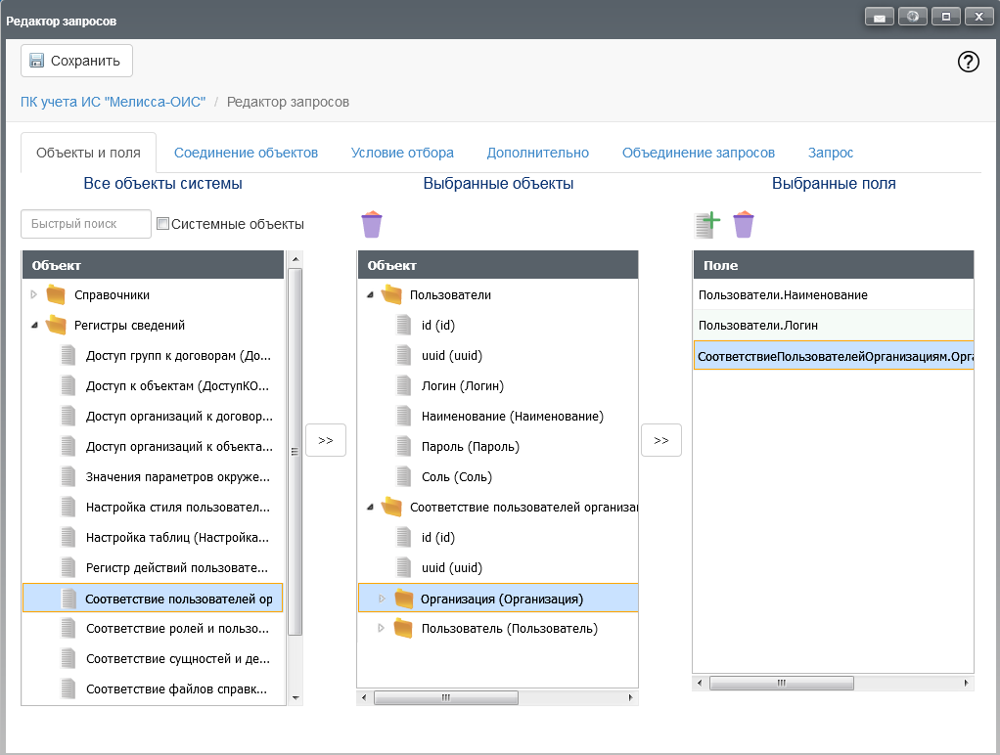 Редактор запросов
Сохранить
ПК учета ИС "Мелисса-ОИС" / Редактор запросов
Объекты и поля Соединение объектов Условие отбора Дополнительно Объединение запросов Запрос
Все объекты системы
Быстрый поиск Системные объекты
Объект
Справочники
Регистры сведений
Доступ групп к договорам (До...
Доступ к объектам (ДоступКО...
Доступ организаций к договор...
Доступ организаций к объекта...
Значения параметров окруже...
Настройка стиля пользовател...
Настройка таблиц (Настройка...
Регистр действий пользовате...
Соответствие пользователей ор
Соответствие ролей и пользо...
Соответствие сущностей и де...
Соответствие файлов справк...
>>
Выбранные объекты
Объект
Пользователи
id (id)
uuid (uuid)
Логин (Логин)
Наименование (Наименование)
Пароль (Пароль)
Соль (Соль)
Соответствие пользователей организа
id (id)
uuid (uuid)
Организация (Организация)
Пользователь (Пользователь)
>>
Выбранные поля
Поле
Пользователи.Наименование
Пользователи.Логин
СоответствиеПользователейОрганизациям.Орга